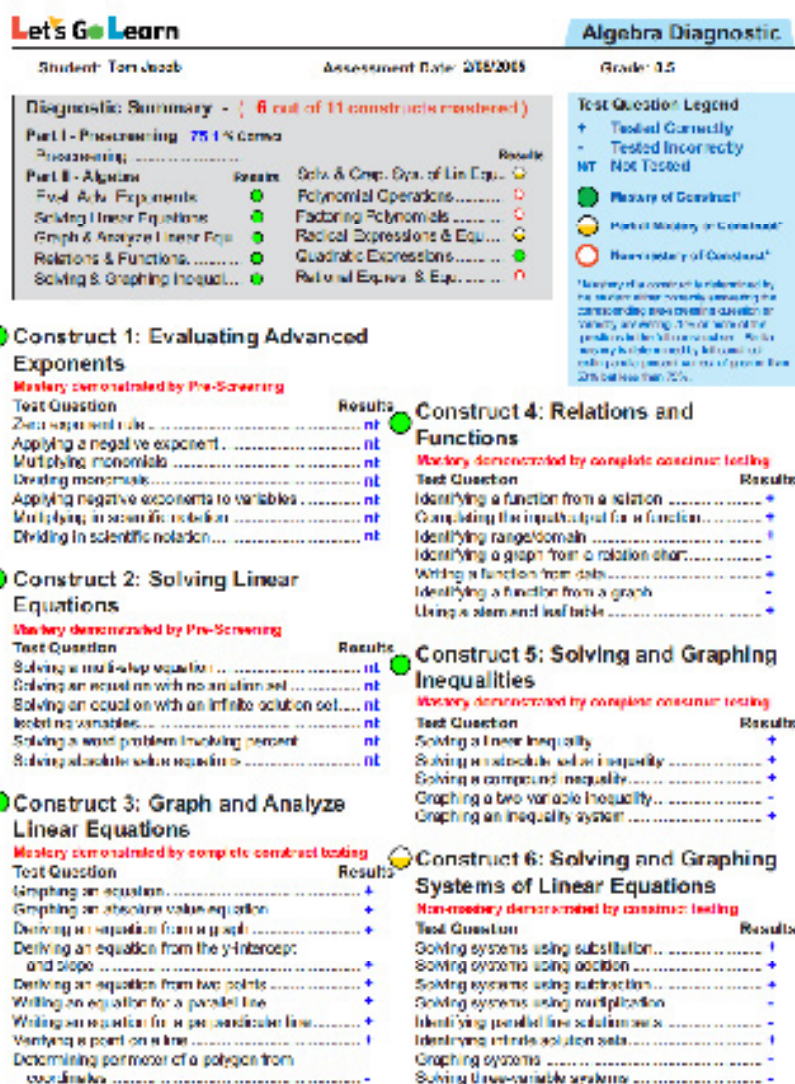 Let's Go Learn
Algebra Diagnostic
Student: Tom Jacob
Assessment Date:
Grade:
Diagnostic Summary - ( 6 out of 11 constructs mastered )
Part I - Prescreening 75.1 % Correct
Prescreening
Results
Part II - Algebra Results
Eval. Adv. Exponents
Solving Linear Equations
Graph & Analyze Linear Equ
Relations & Functions
Solving & Graphing Inequal...
Solv. & Grap. Sys. of Lin Equ..
Polynomial Operations
Factoring Polynomials
Radical Expressions & Equ...
Quadratic Expressions
Rational Expres. & Equ
Test Question Legend
+ Tested Correctly
- Tested Incorrectly
NT Not Tested
Mastery of Construct*
Partial Mastery of Construct*
Non-mastery of Construct*
Construct 1: Evaluating Advanced
Exponents
Mastery demonstrated by Pre-Screening
Test Question Results
Zero exponent rule nt
Applying a negative exponent nt
Multiplying monomials nt
Dividing monomials nt
Applying negative exponents to variables nt
Multiplying in scientific notation nt
Dividing in scientific notation nt
Construct 2: Solving Linear
Equations
Mastery demonstrated by Pre-Screening
Test Question Results
Solving a multi-step equation nt
Solving an equation with no solution set nt
Solving an equation with an infinite solution set nt
Isolating variables nt
Solving a word problem involving percent nt
Solving absolute value equations nt
Construct 3: Graph and Analyze
Linear Equations
Mastery demonstrated by complete construct testing
Test Question Results
Graphing an equation +
Graphing an absolute value equation +
Deriving an equation from a graph +
Deriving an equation from the y-intercept
and slope +
Deriving an equation from two points +
Writing an equation for a parallel line +
Writing an equation for a perpendicular line +
Verifying a point on a line +
Determining perimeter of a polygon from
coordinates -
Construct 4: Relations and
Functions
Mastery demonstrated by complete construct testing
Test Question Results
Identifying a function from a relation +
Completing the input/output for a function +
Identifying range/domain +
Identifying a graph from a relation chart -
Writing a function from data +
Identifying a function from a graph -
Using a stem and leaf table +
Construct 5: Solving and Graphing
Inequalities
Mastery demonstrated by complete construct testing
Test Question Results
Solving a linear inequality +
Solving an absolute value inequality +
Solving a compound inequality +
Graphing a two variable inequality -
Graphing an inequality system +
Construct 6: Solving and Graphing
Systems of Linear Equations
Non-mastery demonstrated by construct testing
Test Question Results
Solving systems using substitution +
Solving systems using addition +
Solving systems using subtraction +
Solving systems using multiplication -
Identifying parallel line solution sets -
Identifying infinite solution sets +
Graphing systems -
Solving three-variable systems -